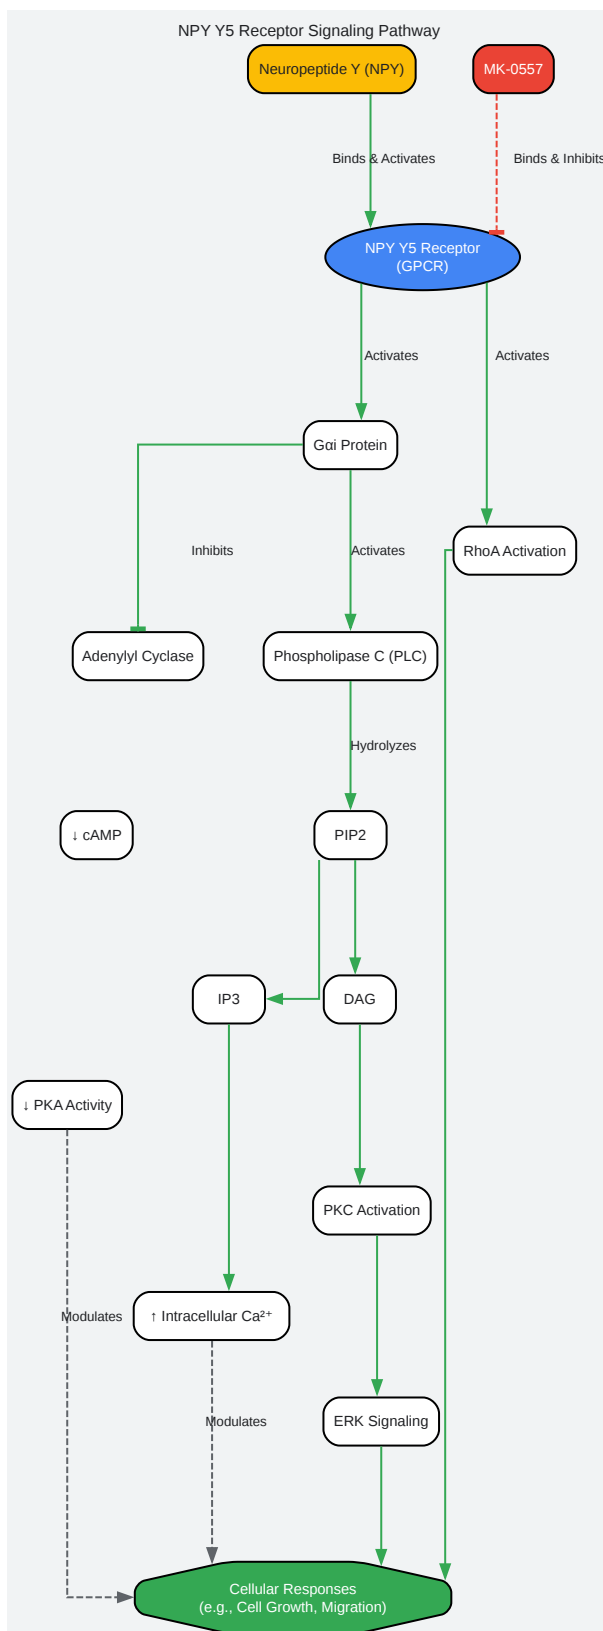 NPY Y5 Receptor Signaling Pathway
Neuropeptide Y (NPY)
MK-0557
Binds & Activates
Binds & Inhibits
NPY Y5 Receptor
(GPCR)
Activates
Activates
Gαi Protein
Inhibits
Activates
RhoA Activation
Adenylyl Cyclase
Phospholipase C (PLC)
Hydrolyzes
↓ cAMP
PIP2
IP3
DAG
↓ PKA Activity
PKC Activation
Modulates
↑ Intracellular Ca²⁺
Modulates
ERK Signaling
Cellular Responses
(e.g., Cell Growth, Migration)